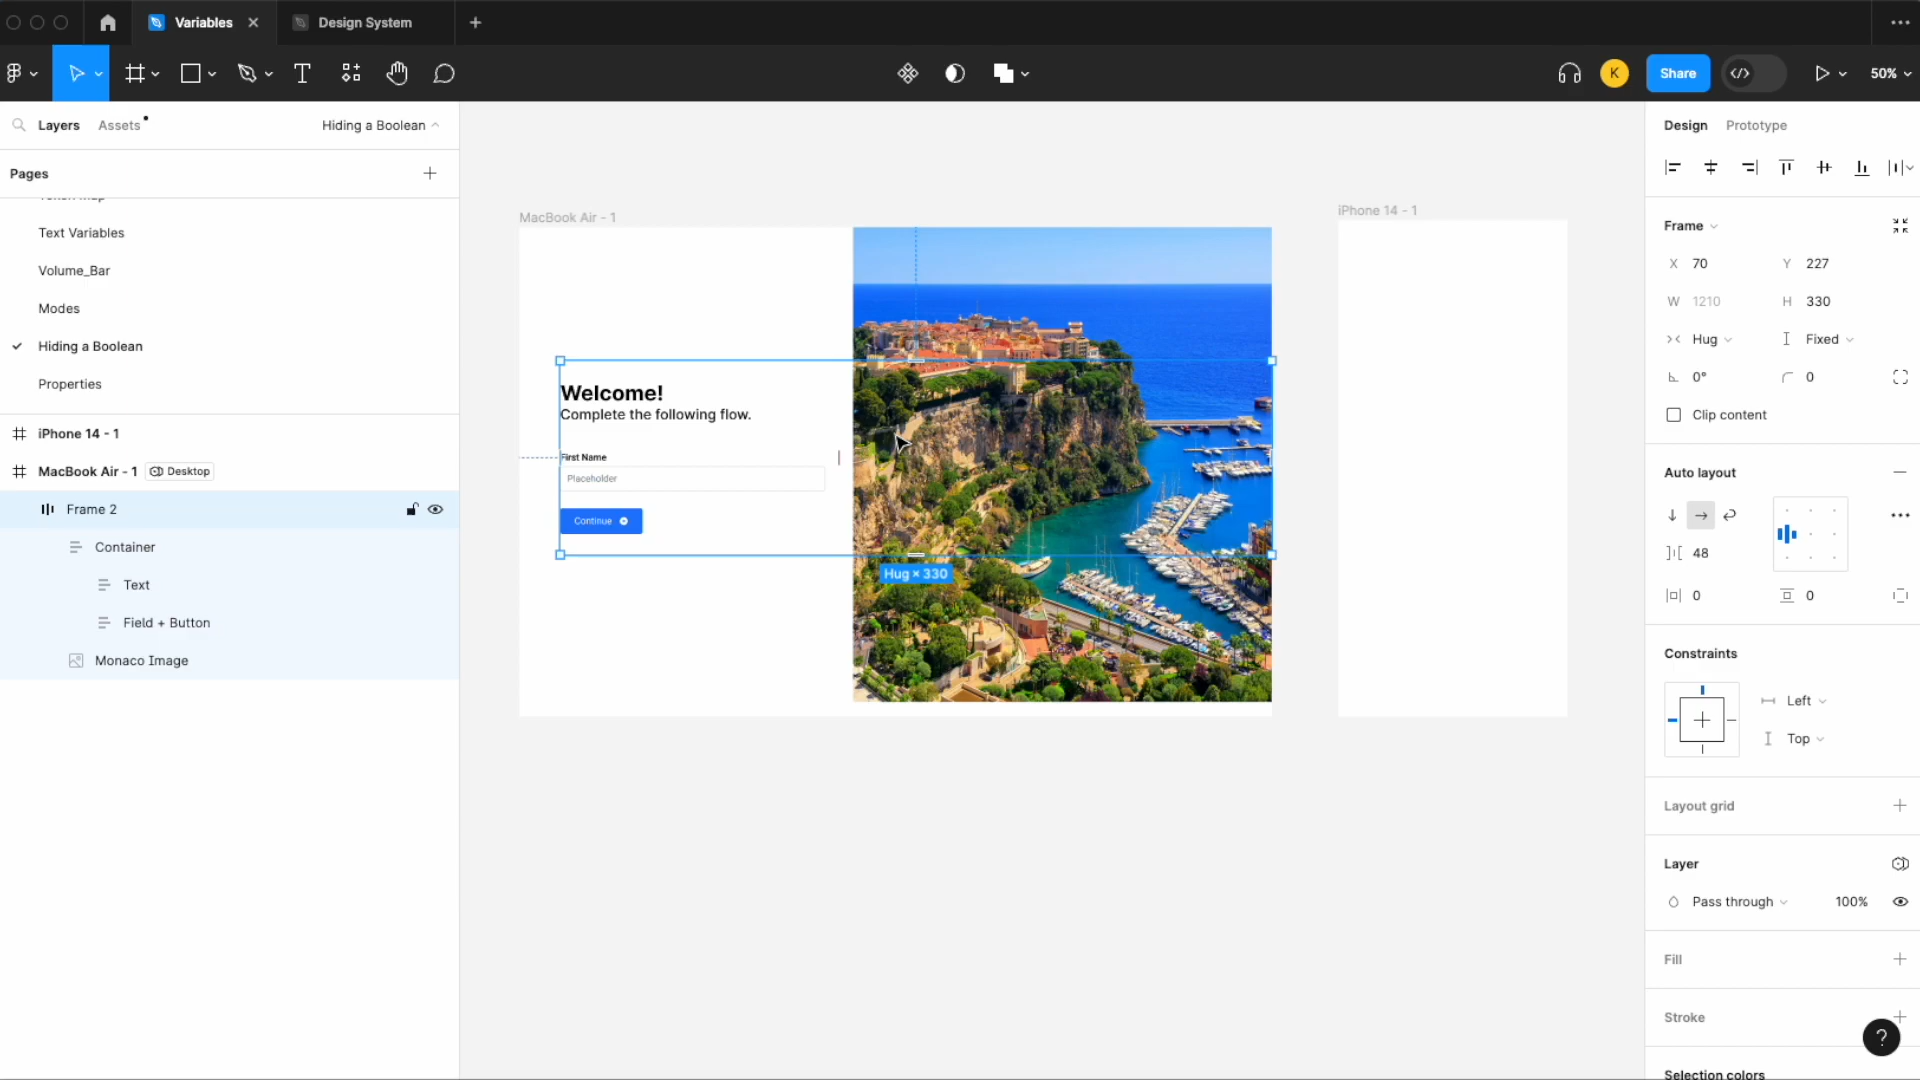 Variables
Design System
K
Share
50%
Layers
Assets
Hiding a Boolean
Pages
Token Map
Text Variables
Volume_Bar
Modes
Hiding a Boolean
Properties
iPhone 14 - 1
MacBook Air - 1
Desktop
Frame 2
Container
Text
Field + Button
Monaco Image
MacBook Air - 1
iPhone 14 - 1
Welcome!
Complete the following flow.
First Name
Placeholder
Continue
Hug × 330
Design
Prototype
Frame
X 70
Y 227
W 1210
H 330
Hug
Fixed
0°
0
Clip content
Auto layout
48
0
0
Constraints
Left
Top
Layout grid
Layer
Pass through
100%
Fill
Stroke
?
Selection colors